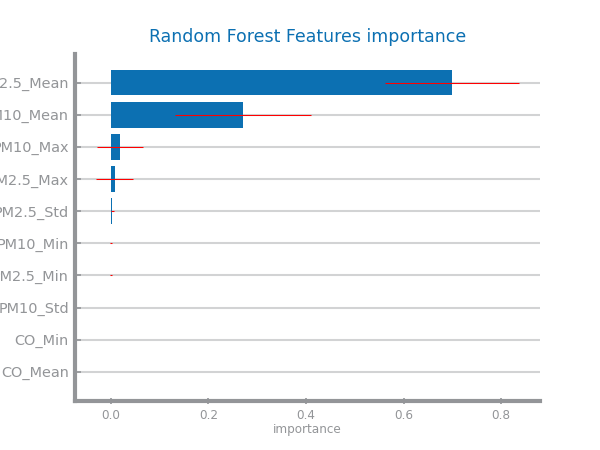 Random Forest Features importance
2.5_Mean
10_Mean
PM10_Max
M2.5_Max
PM2.5_Std
PM10_Min
M2.5_Min
PM10_Std
CO_Min
CO_Mean
0.0 0.2 0.4 0.6 0.8
importance